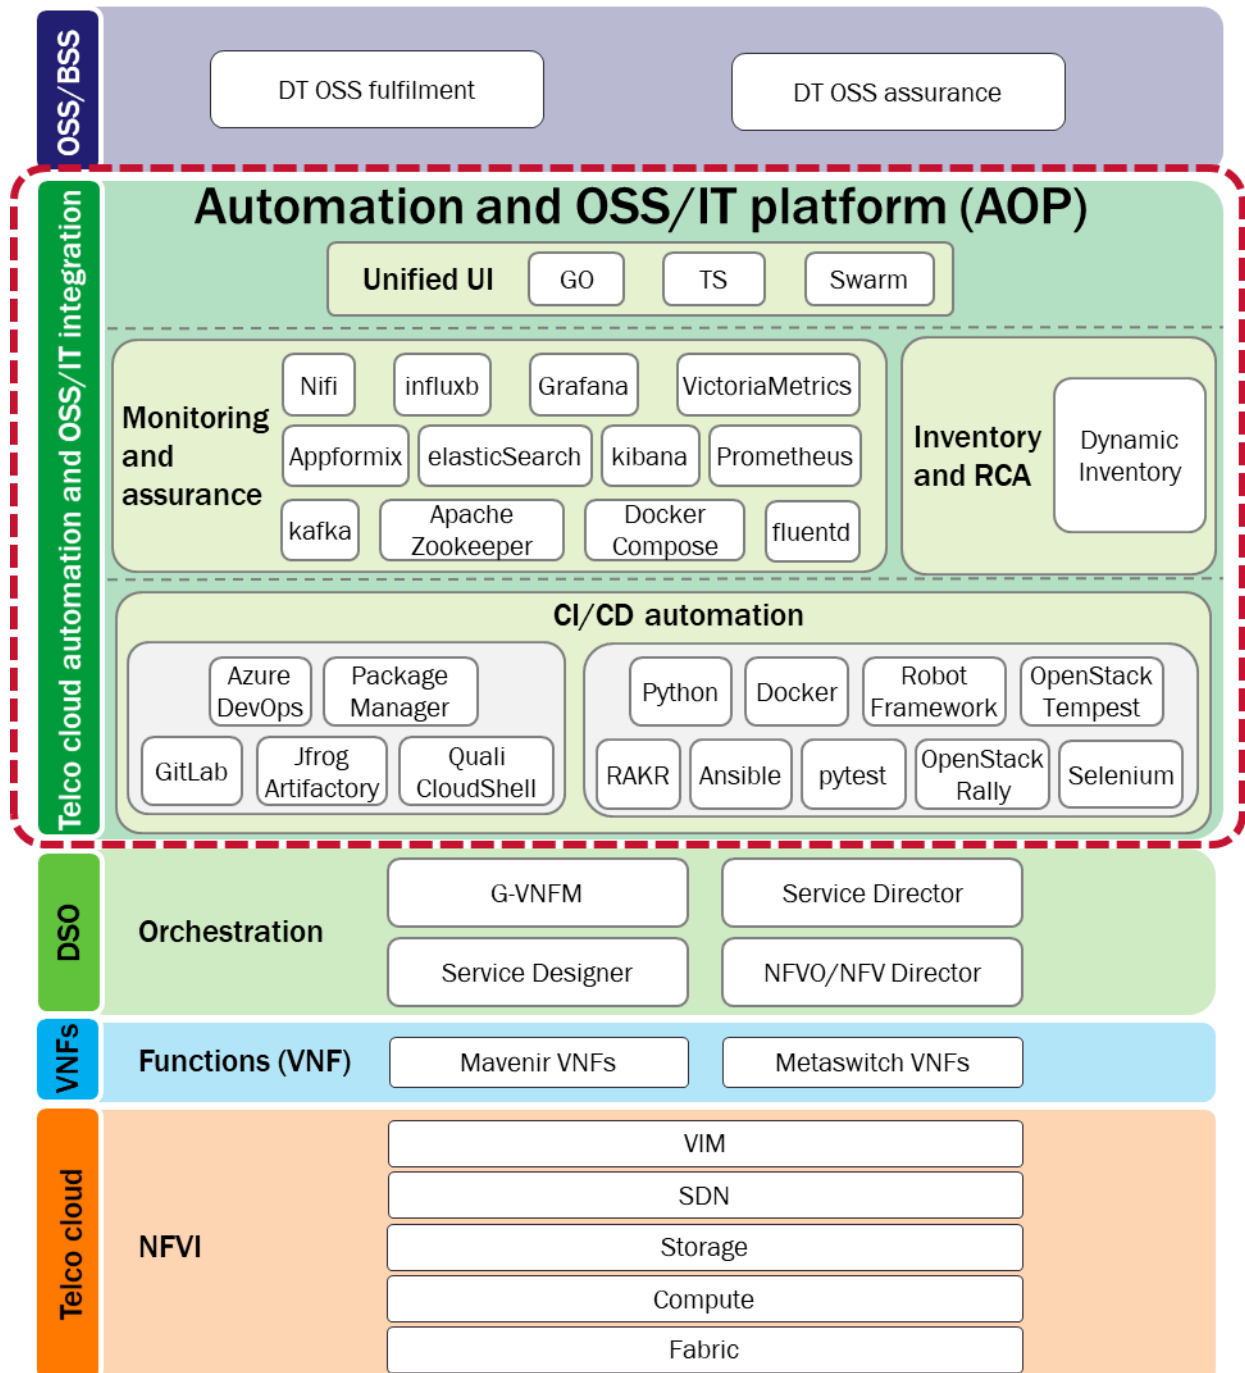 OSS/BSS
DT OSS fulfilment
DT OSS assurance
Telco cloud automation and OSS/IT integration
Automation and OSS/IT platform (AOP)
Unified UI
GO
TS
Swarm
Monitoring
and
assurance
Nifi
influxb
Grafana
VictoriaMetrics
Appformix
elasticSearch
kibana
Prometheus
kafka
Apache
Zookeeper
Docker
Compose
fluentd
Inventory
and RCA
Dynamic
Inventory
CI/CD automation
Azure
DevOps
Package
Manager
GitLab
Jfrog
Artifactory
Quali
CloudShell
Python
Docker
Robot
Framework
OpenStack
Tempest
RAKR
Ansible
pytest
OpenStack
Rally
Selenium
DSO
Orchestration
G-VNFM
Service Director
Service Designer
NFVO/NFV Director
VNFs
Functions (VNF)
Mavenir VNFs
Metaswitch VNFs
Telco cloud
NFVI
VIM
SDN
Storage
Compute
Fabric